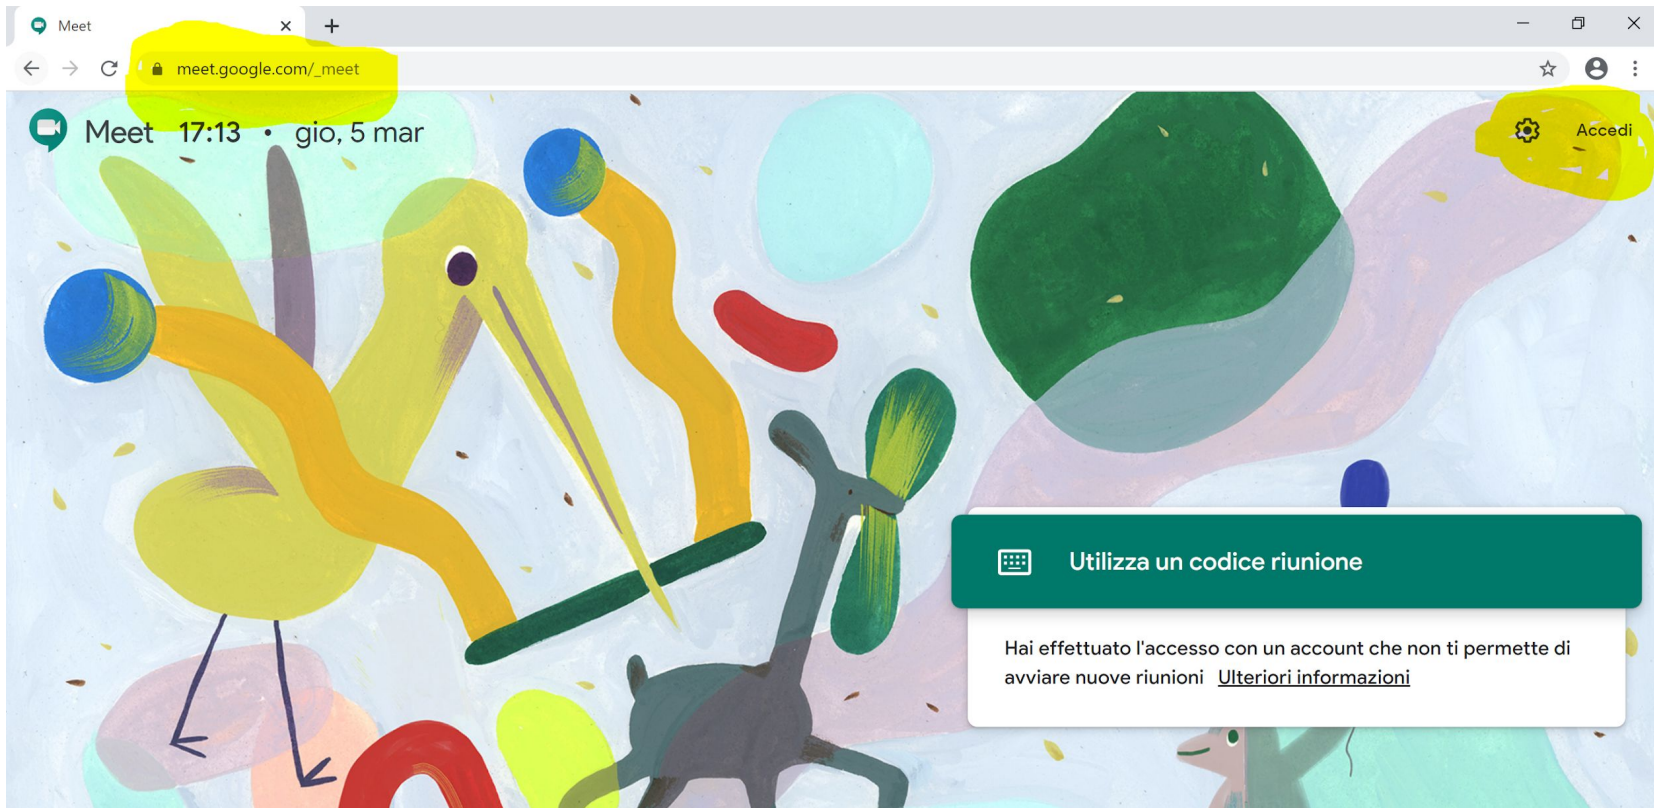 Meet
meet.google.com/_meet
Meet 17:13 • gio, 5 mar
Accedi
Utilizza un codice riunione
Hai effettuato l'accesso con un account che non ti permette di
avviare nuove riunioni Ulteriori informazioni